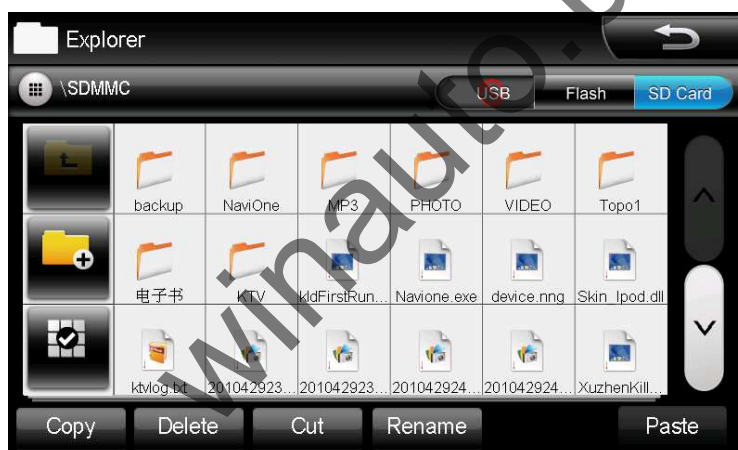 Explorer
\SDMMC
USB
Flash
SD Card
backup
NaviOne
MP3
PHOTO
VIDEO
Topo1
电子书
KTV
kldFirstRun...
Navione.exe
device.nng
Skin_Ipod.dll
ktvlog.txt
201042923...
201042923...
201042924...
201042924...
XuzhenKill...
Copy
Delete
Cut
Rename
Paste